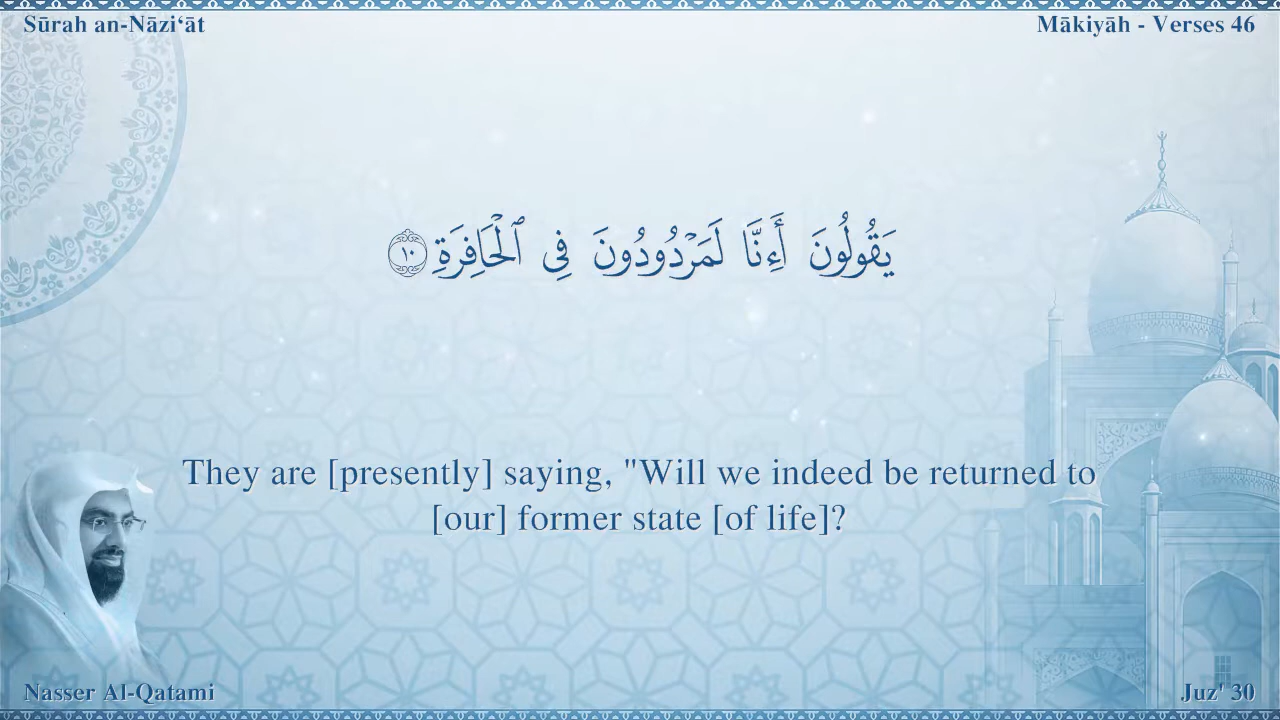 Sūrah an-Nāzi‘āt
Mākiyāh - Verses 46
يَقُولُونَ أَءِنَّا لَمَرْدُودُونَ فِى ٱلْحَافِرَةِ ١٠
They are [presently] saying, "Will we indeed be returned to
[our] former state [of life]?
Nasser Al-Qatami
Juz' 30